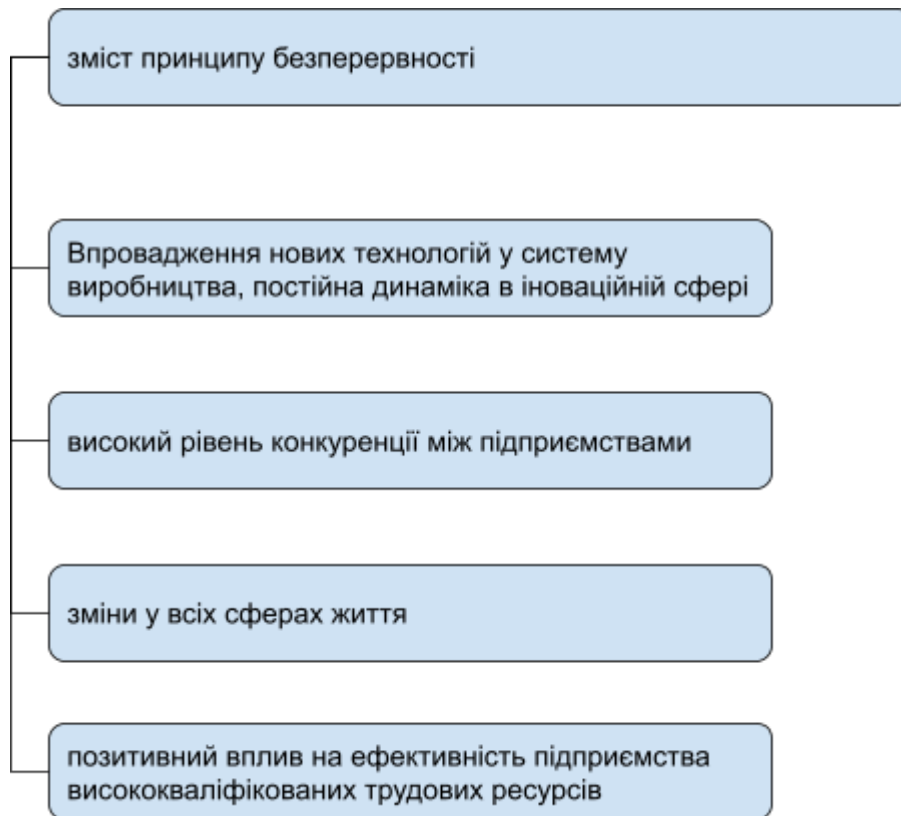 зміст принципу безперервності
Впровадження нових технологій у систему
виробництва, постійна динаміка в іноваційній сфері
високий рівень конкуренції між підприємствами
зміни у всіх сферах життя
позитивний вплив на ефективність підприємства
висококваліфікованих трудових ресурсів